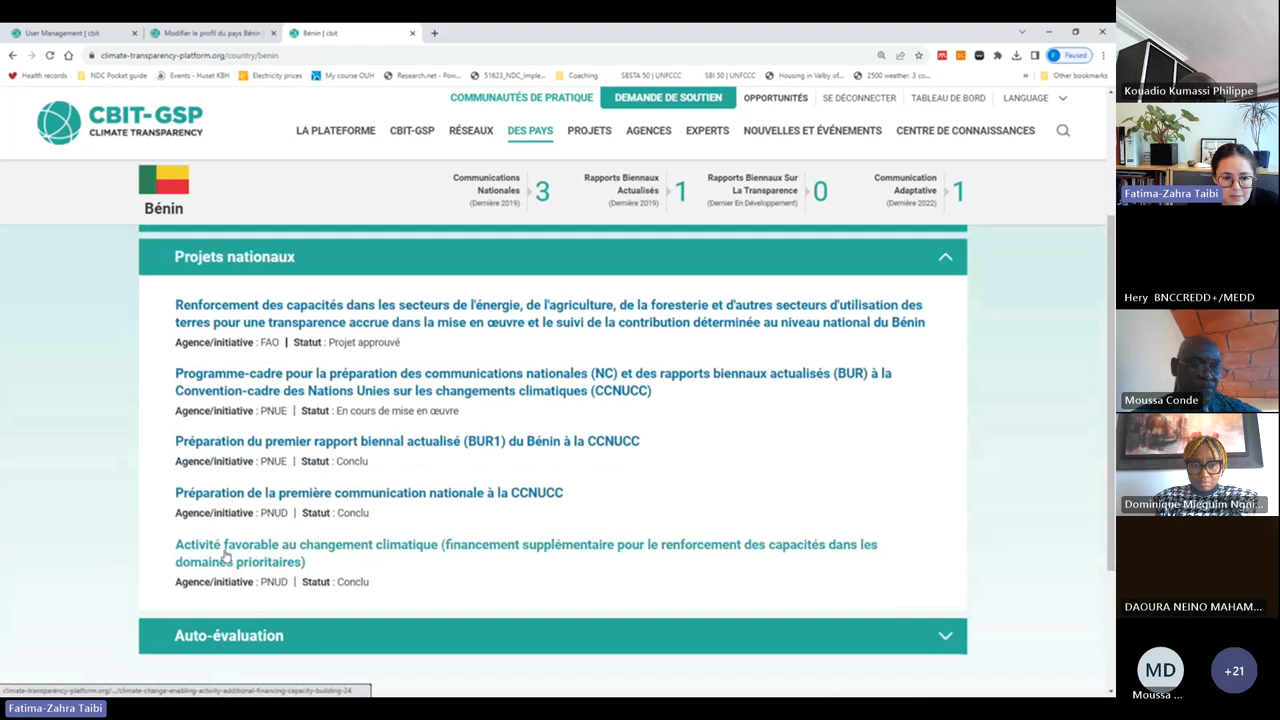 User Management | cbit
Modifier le profil du pays Bénin |
Bénin | cbit
climate-transparency-platform.org/country/benin
Paused
Health records
NDC Pocket guide
Events - Huset KBH
Electricity prices
My course OUH
Research.net - Pow...
51623_NDC_Imple...
Coaching
SBSTA 50 | UNFCCC
SBI 50 | UNFCCC
Housing in Valby of...
2500 weather. 3 co...
Other bookmarks
CBIT-GSP
CLIMATE TRANSPARENCY
COMMUNAUTÉS DE PRATIQUE
DEMANDE DE SOUTIEN
OPPORTUNITÉS
SE DÉCONNECTER
TABLEAU DE BORD
LANGUAGE
LA PLATEFORME
CBIT-GSP
RÉSEAUX
DES PAYS
PROJETS
AGENCES
EXPERTS
NOUVELLES ET ÉVÉNEMENTS
CENTRE DE CONNAISSANCES
Bénin
Communications
Nationales
(Dernière 2019)
3
Rapports Biennaux
Actualisés
(Dernière 2019)
1
Rapports Biennaux Sur
La Transparence
(Dernier En Développement)
0
Communication
Adaptative
(Dernière 2022)
1
Projets nationaux
Renforcement des capacités dans les secteurs de l'énergie, de l'agriculture, de la foresterie et d'autres secteurs d'utilisation des
terres pour une transparence accrue dans la mise en œuvre et le suivi de la contribution déterminée au niveau national du Bénin
Agence/initiative : FAO | Statut : Projet approuvé
Programme-cadre pour la préparation des communications nationales (NC) et des rapports biennaux actualisés (BUR) à la
Convention-cadre des Nations Unies sur les changements climatiques (CCNUCC)
Agence/initiative : PNUE | Statut : En cours de mise en œuvre
Préparation du premier rapport biennal actualisé (BUR1) du Bénin à la CCNUCC
Agence/initiative : PNUE | Statut : Conclu
Préparation de la première communication nationale à la CCNUCC
Agence/initiative : PNUD | Statut : Conclu
Activité favorable au changement climatique (financement supplémentaire pour le renforcement des capacités dans les
domaines prioritaires)
Agence/initiative : PNUD | Statut : Conclu
Auto-évaluation
climate-transparency-platform.org/.../climate-change-enabling-activity-additional-financing-capacity-building-24
Fatima-Zahra Taibi
Kouadio Kumassi Philippe
Fatima-Zahra Taibi
Hery BNCCREDD+/MEDD
Moussa Conde
Dominique Mieguim Ngni...
DAOURA NEINO MAHAM...
MD
Moussa ...
+21